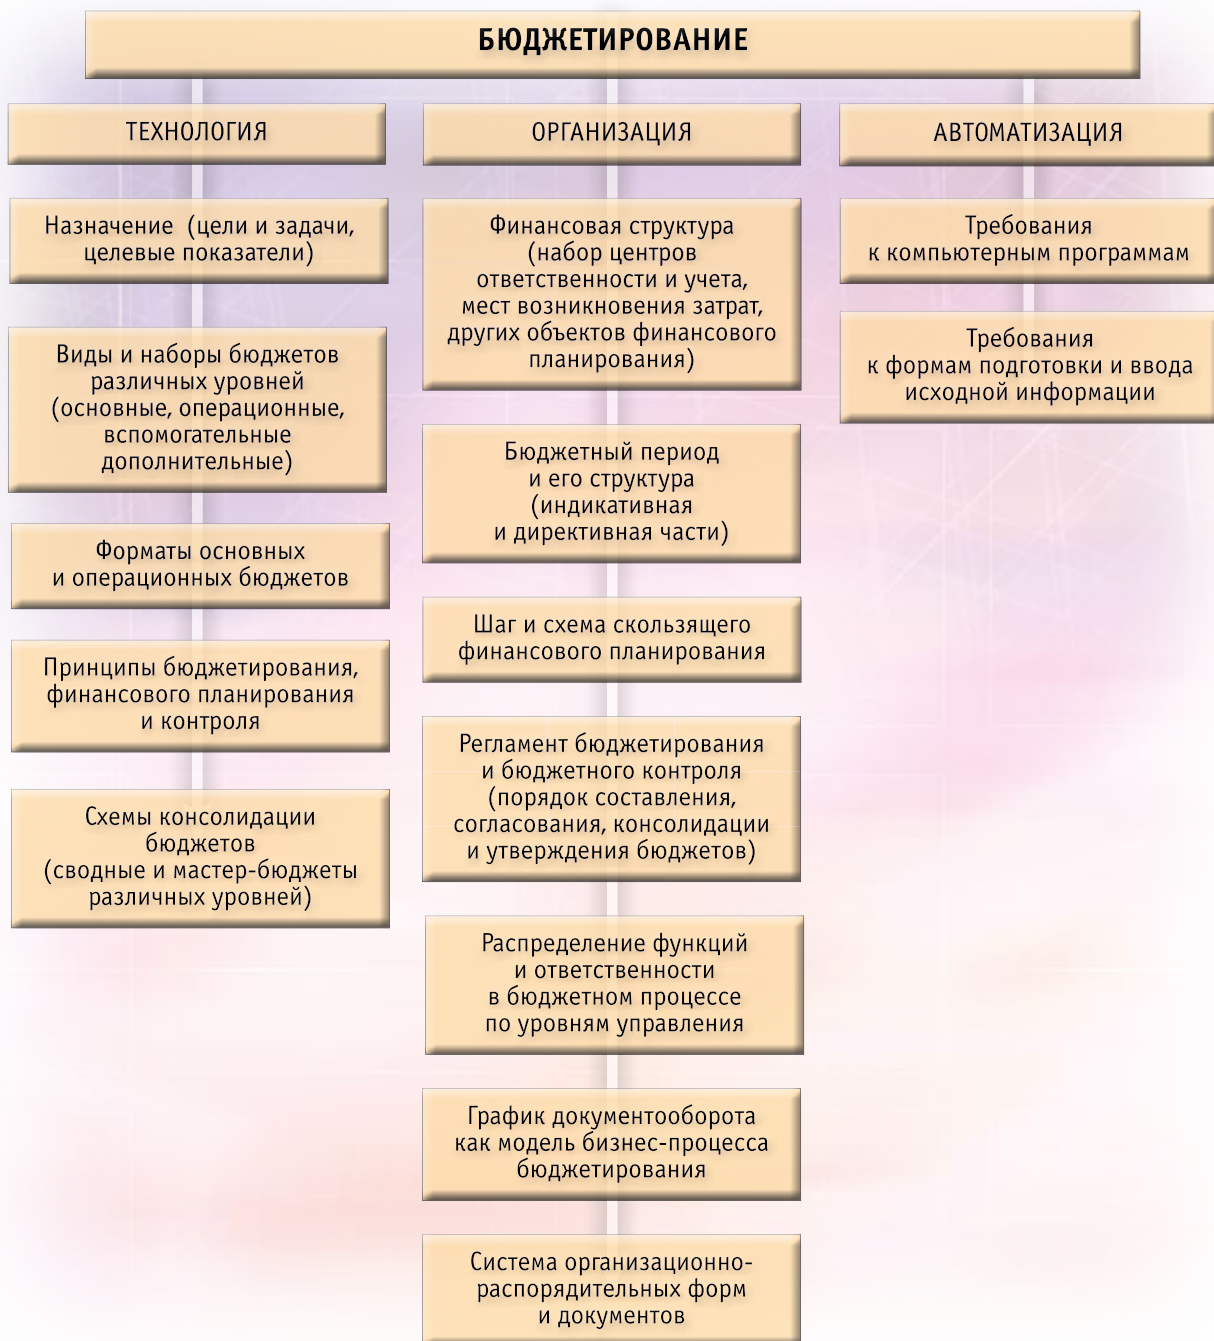 БЮДЖЕТИРОВАНИЕ
ТЕХНОЛОГИЯ
Назначение (цели и задачи,
целевые показатели)
Виды и наборы бюджетов
различных уровней
(основные, операционные,
вспомогательные
дополнительные)
Форматы основных
и операционных бюджетов
Принципы бюджетирования,
финансового планирования
и контроля
Схемы консолидации
бюджетов
(сводные и мастер-бюджеты
различных уровней)
ОРГАНИЗАЦИЯ
Финансовая структура
(набор центров
ответственности и учета,
мест возникновения затрат,
других объектов финансового
планирования)
Бюджетный период
и его структура
(индикативная
и директивная части)
Шаг и схема скользящего
финансового планирования
Регламент бюджетирования
и бюджетного контроля
(порядок составления,
согласования, консолидации
и утверждения бюджетов)
Распределение функций
и ответственности
в бюджетном процессе
по уровням управления
График документооборота
как модель бизнес-процесса
бюджетирования
Система организационно-
распорядительных форм
и документов
АВТОМАТИЗАЦИЯ
Требования
к компьютерным программам
Требования
к формам подготовки и ввода
исходной информации